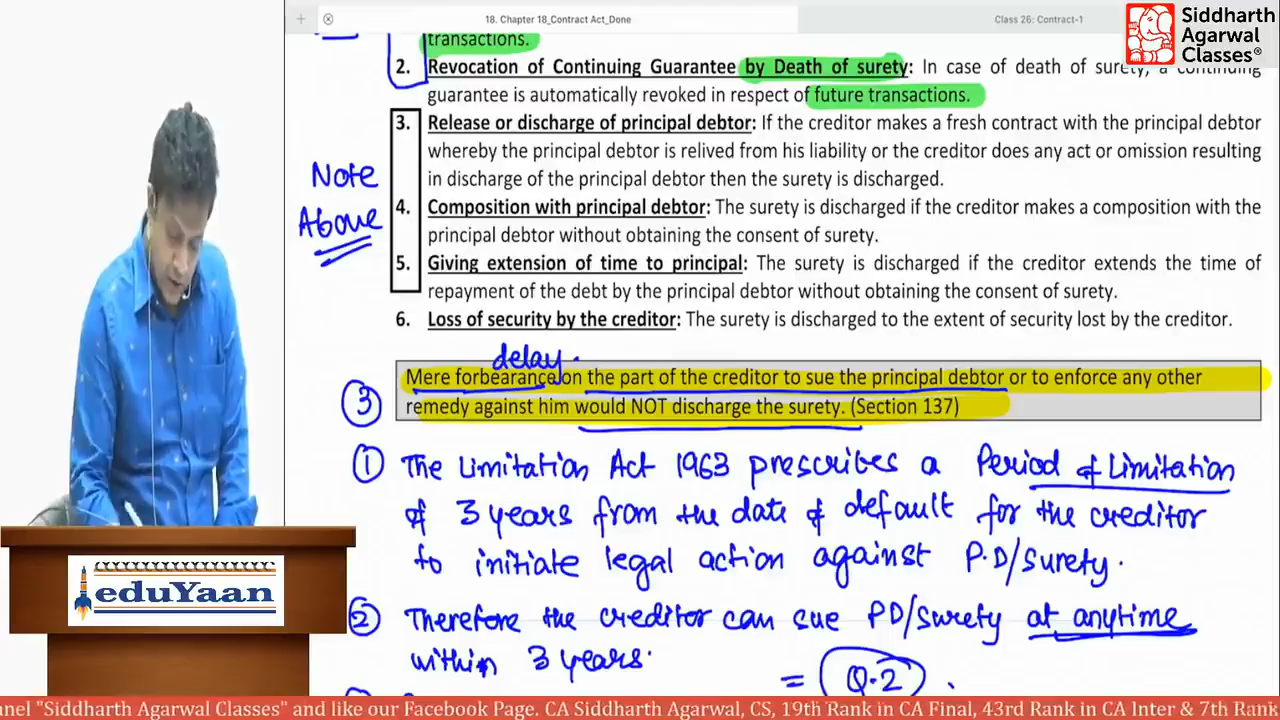 18. Chapter 18_Contract Act_Done
Class 26: Contract-1
Siddharth
Agarwal
Classes®
transactions.
2. Revocation of Continuing Guarantee by Death of surety: In case of death of surety, a continuing
guarantee is automatically revoked in respect of future transactions.
3. Release or discharge of principal debtor: If the creditor makes a fresh contract with the principal debtor
whereby the principal debtor is relived from his liability or the creditor does any act or omission resulting
in discharge of the principal debtor then the surety is discharged.
Note
Above
4. Composition with principal debtor: The surety is discharged if the creditor makes a composition with the
principal debtor without obtaining the consent of surety.
5. Giving extension of time to principal: The surety is discharged if the creditor extends the time of
repayment of the debt by the principal debtor without obtaining the consent of surety.
6. Loss of security by the creditor: The surety is discharged to the extent of security lost by the creditor.
delay.
Mere forbearance on the part of the creditor to sue the principal debtor or to enforce any other
3 remedy against him would NOT discharge the surety. (Section 137)
1 The Limitation Act 1963 prescribes a Period of Limitation
of 3 years from the date of default for the creditor
to initiate legal action against P.D/surety.
2 Therefore the creditor can sue PD/surety at anytime
within 3 years.
= Q.2.
eduYaan
nel "Siddharth Agarwal Classes" and like our Facebook Page. CA Siddharth Agarwal, CS, 19th Rank in CA Final, 43rd Rank in CA Inter & 7th Rank